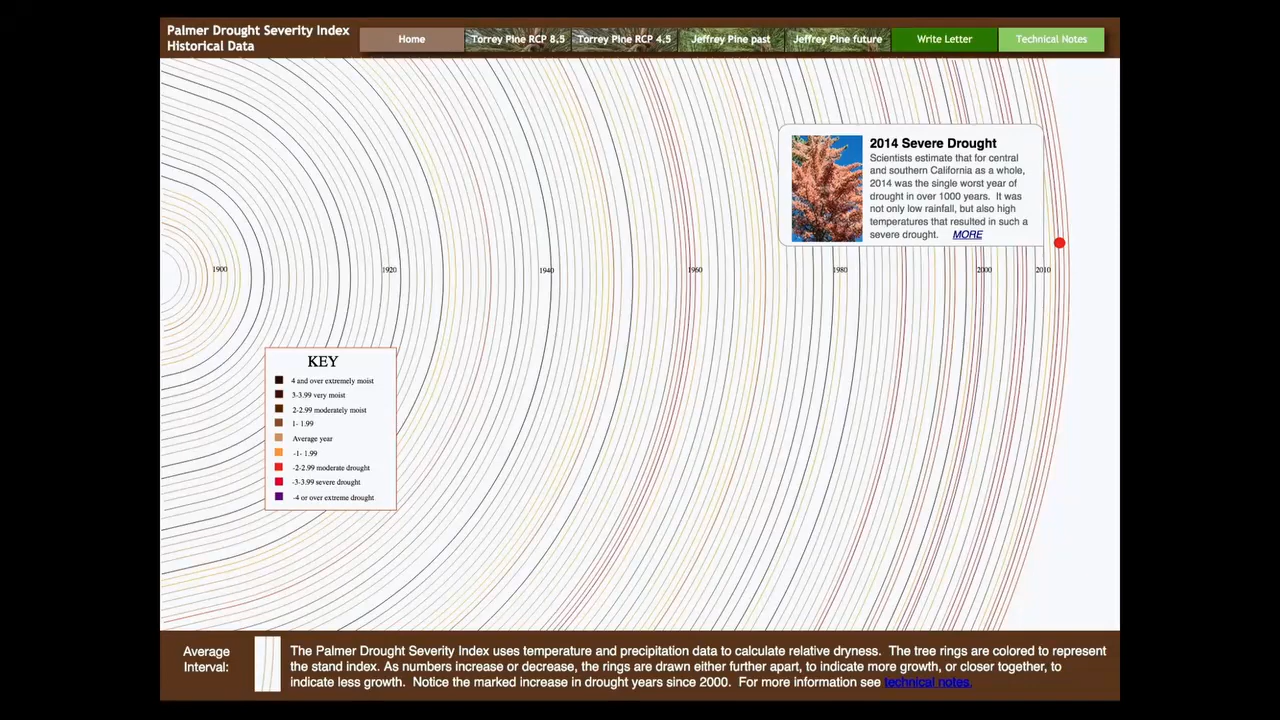 Palmer Drought Severity Index
Historical Data
Home
Torrey Pine RCP 8.5
Torrey Pine RCP 4.5
Jeffrey Pine past
Jeffrey Pine future
Write Letter
Technical Notes
2014 Severe Drought
Scientists estimate that for central
and southern California as a whole,
2014 was the single worst year of
drought in over 1000 years. It was
not only low rainfall, but also high
temperatures that resulted in such a
severe drought. MORE
1900
1920
1940
1960
1980
2000
2010
KEY
4 and over extremely moist
3-3.99 very moist
2-2.99 moderately moist
1- 1.99
Average year
-1- 1.99
-2-2.99 moderate drought
-3-3.99 severe drought
-4 or over extreme drought
Average
Interval:
The Palmer Drought Severity Index uses temperature and precipitation data to calculate relative dryness. The tree rings are colored to represent
the stand index. As numbers increase or decrease, the rings are drawn either further apart, to indicate more growth, or closer together, to
indicate less growth. Notice the marked increase in drought years since 2000. For more information see technical notes.